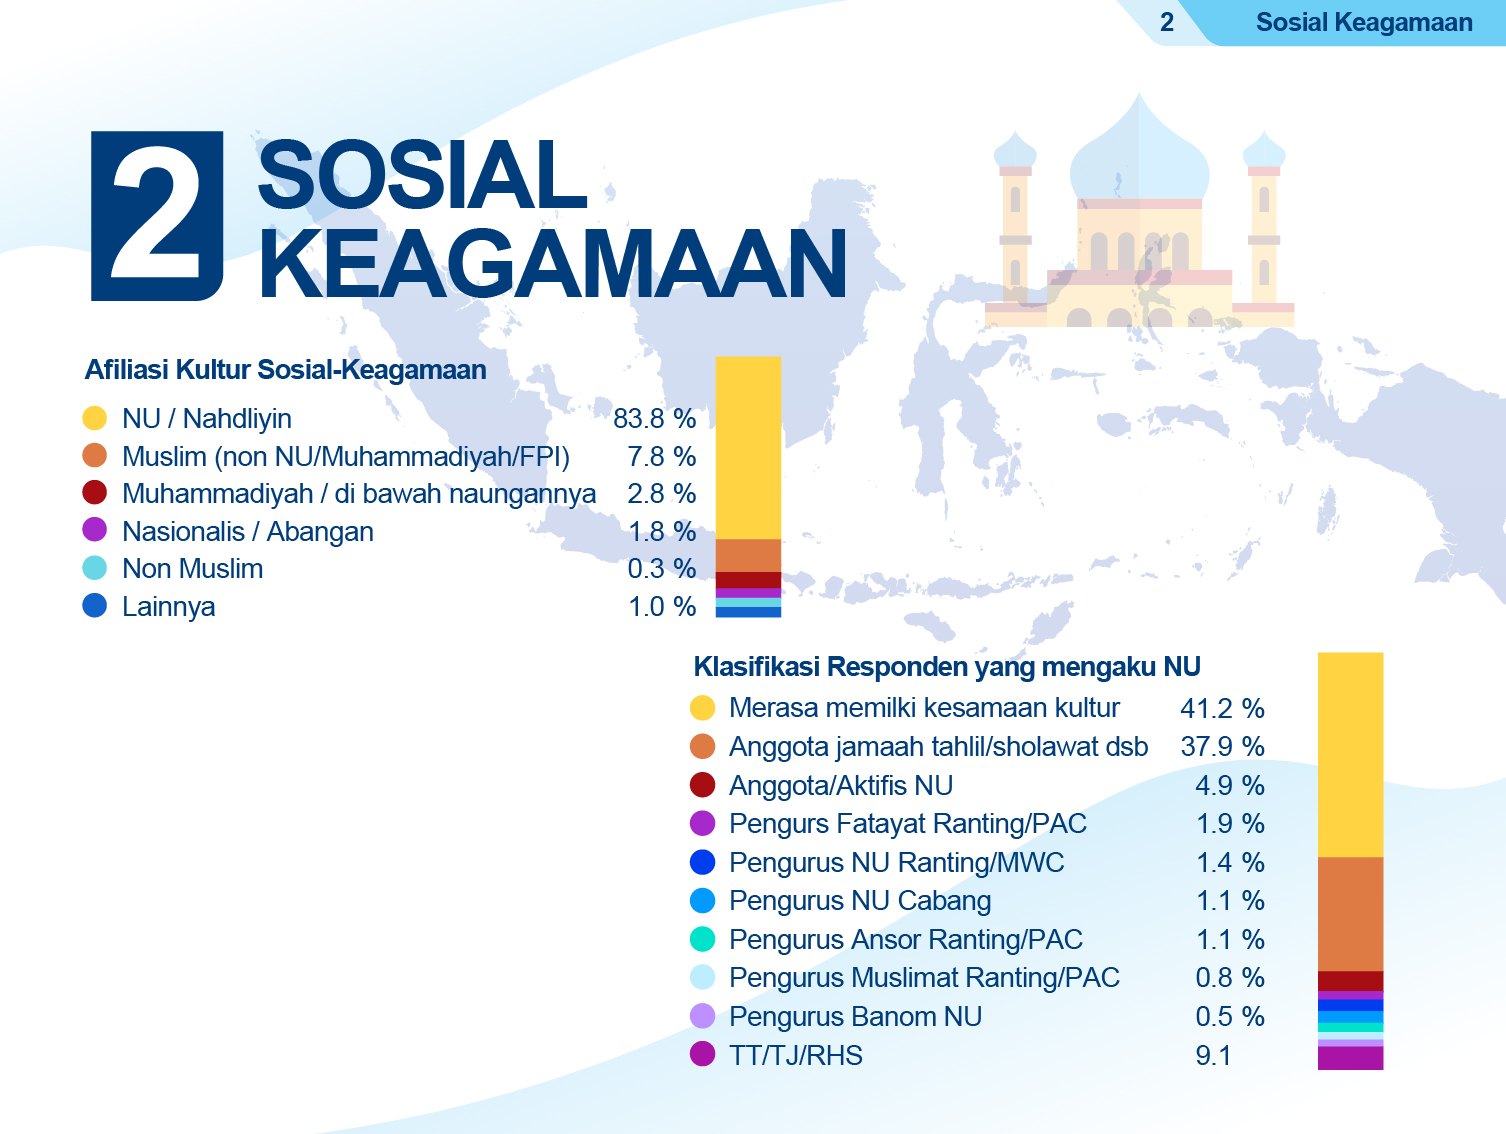 2 Sosial Keagamaan
2 SOSIAL
KEAGAMAAN
Afiliasi Kultur Sosial-Keagamaan
NU / Nahdliyin 83.8 %
Muslim (non NU/Muhammadiyah/FPI) 7.8 %
Muhammadiyah / di bawah naungannya 2.8 %
Nasionalis / Abangan 1.8 %
Non Muslim 0.3 %
Lainnya 1.0 %
Klasifikasi Responden yang mengaku NU
Merasa memilki kesamaan kultur 41.2 %
Anggota jamaah tahlil/sholawat dsb 37.9 %
Anggota/Aktifis NU 4.9 %
Pengurs Fatayat Ranting/PAC 1.9 %
Pengurus NU Ranting/MWC 1.4 %
Pengurus NU Cabang 1.1 %
Pengurus Ansor Ranting/PAC 1.1 %
Pengurus Muslimat Ranting/PAC 0.8 %
Pengurus Banom NU 0.5 %
TT/TJ/RHS 9.1